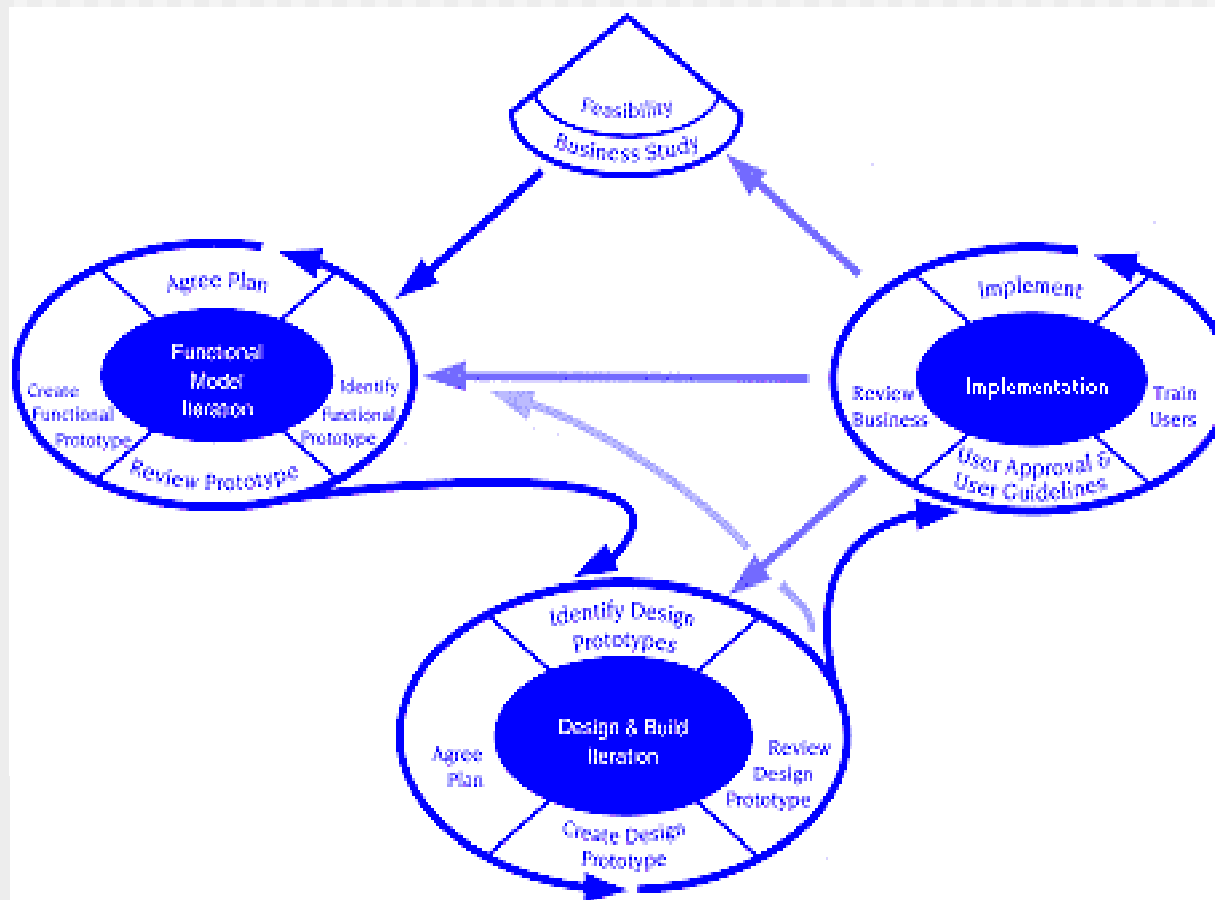 Feasibility
Business Study
Agree Plan
Functional
Model
Iteration
Create
Functional
Prototype
Identify
Functional
Prototype
Review Prototype
Implement
Implementation
Review
Business
Train
Users
User Approval &
User Guidelines
Identify Design
Prototypes
Design & Build
Iteration
Agree
Plan
Review
Design
Prototype
Create Design
Prototype